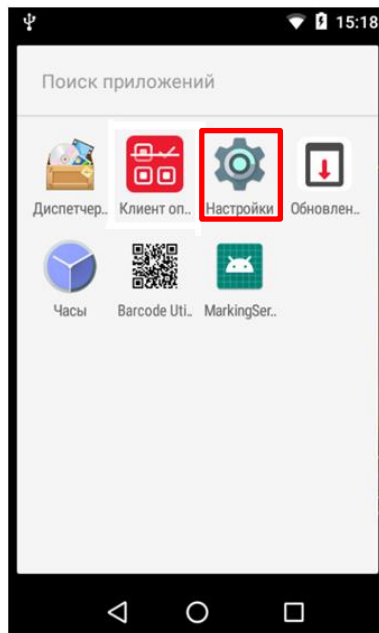 15:18
Поиск приложений
Диспетчер.. Клиент оп.. Настройки Обновлен..
Часы Barcode Uti.. MarkingSer..